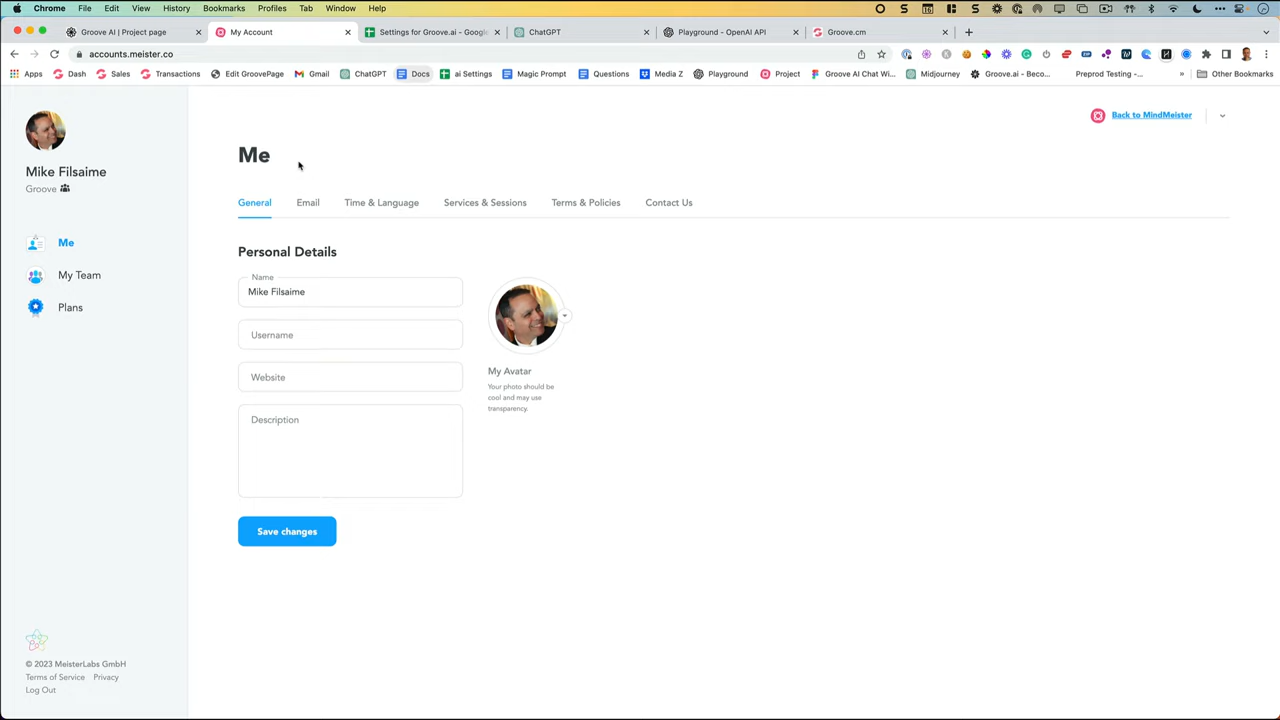 Chrome File Edit View History Bookmarks Profiles Tab Window Help
Groove AI | Project page
My Account
Settings for Groove.ai - Google
ChatGPT
Playground - OpenAI API
Groove.cm
accounts.meister.co
Apps Dash Sales Transactions Edit GroovePage Gmail ChatGPT Docs ai Settings Magic Prompt Questions Media Z Playground Project Groove AI Chat Wi... Midjourney Groove.ai - Beco... Preprod Testing -... » Other Bookmarks
Back to MindMeister
Mike Filsaime
Groove
Me
My Team
Plans
Me
General Email Time & Language Services & Sessions Terms & Policies Contact Us
Personal Details
Name
Mike Filsaime
Username
Website
Description
My Avatar
Your photo should be
cool and may use
transparency.
Save changes
© 2023 MeisterLabs GmbH
Terms of Service Privacy
Log Out